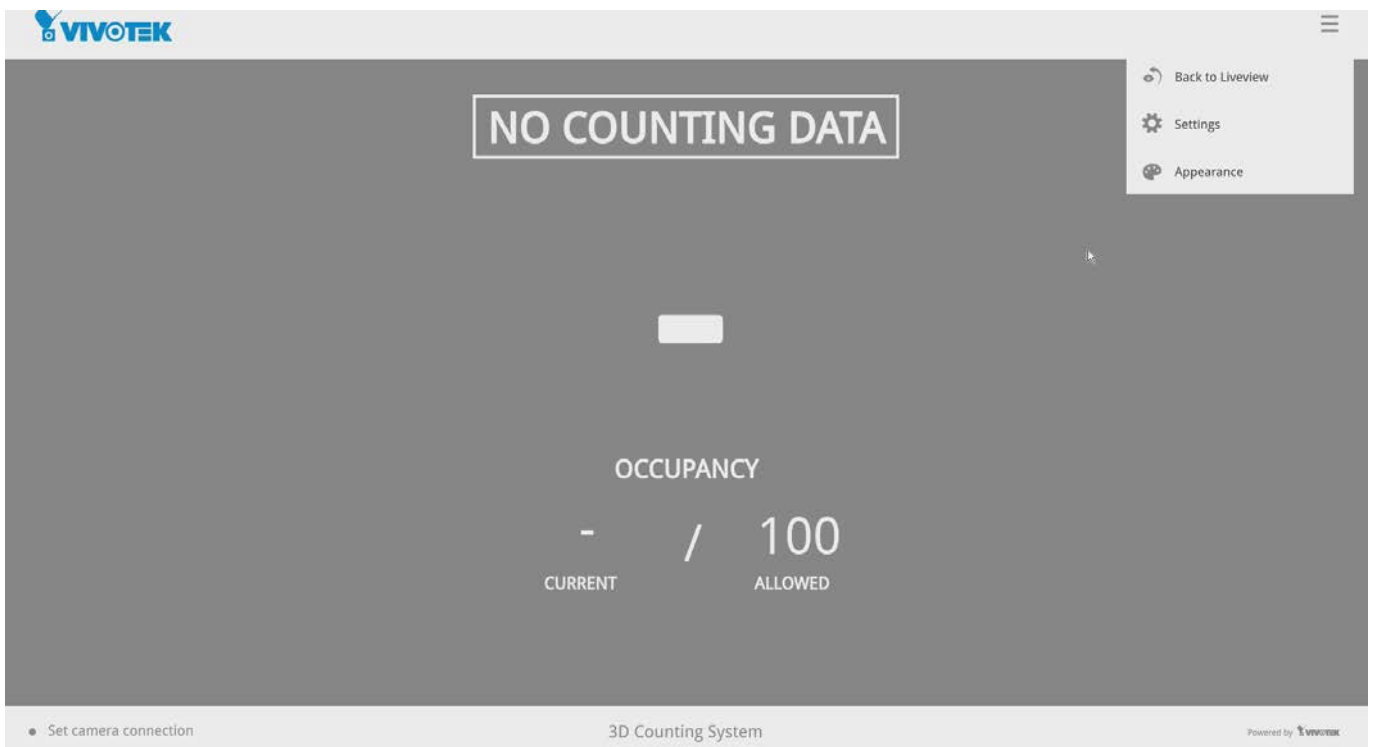 VIVOTEK
Back to Liveview
Settings
Appearance
NO COUNTING DATA
OCCUPANCY
- / 100
CURRENT ALLOWED
Set camera connection
3D Counting System
Powered by VIVOTEK